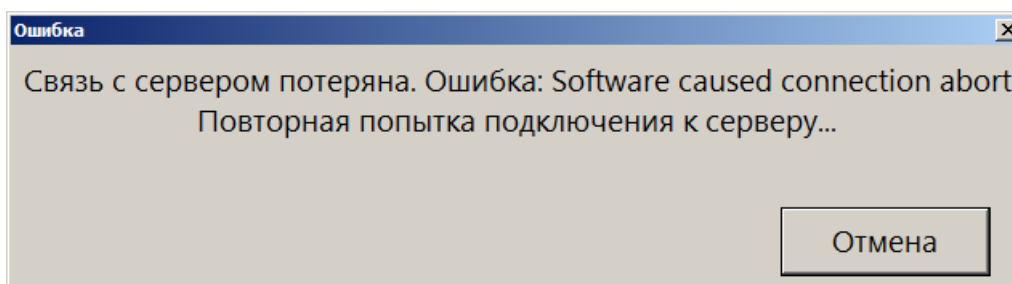 Ошибка
Связь с сервером потеряна. Ошибка: Software caused connection abort
Повторная попытка подключения к серверу...
Отмена